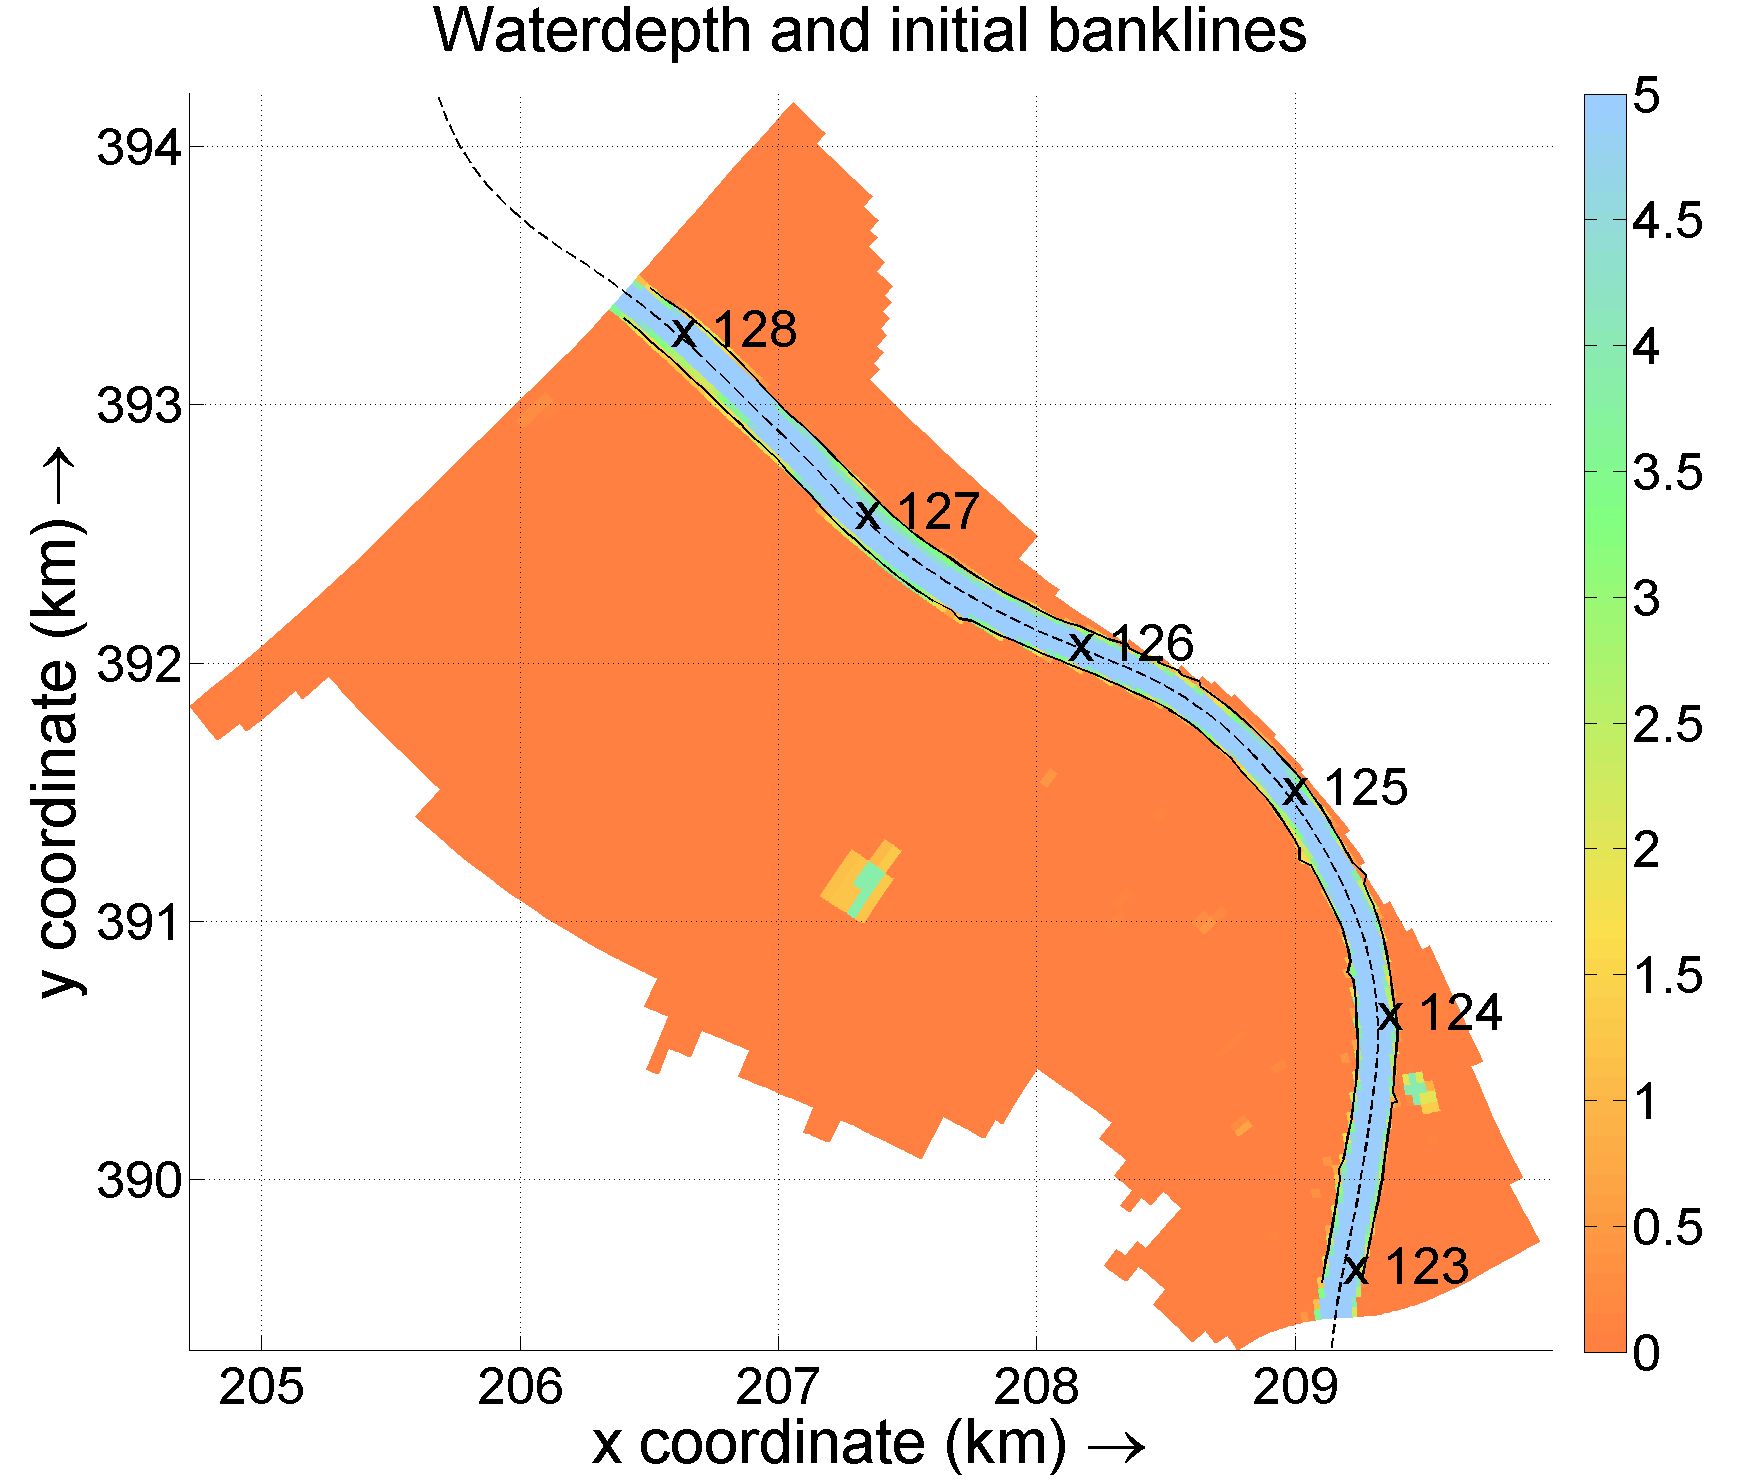 Waterdepth and initial banklines
394
393
392
391
390
y coordinate (km) →
205
206
207
208
209
x coordinate (km) →
X 128
X 127
X 126
X 125
X 124
X 123
5
4.5
4
3.5
3
2.5
2
1.5
1
0.5
0